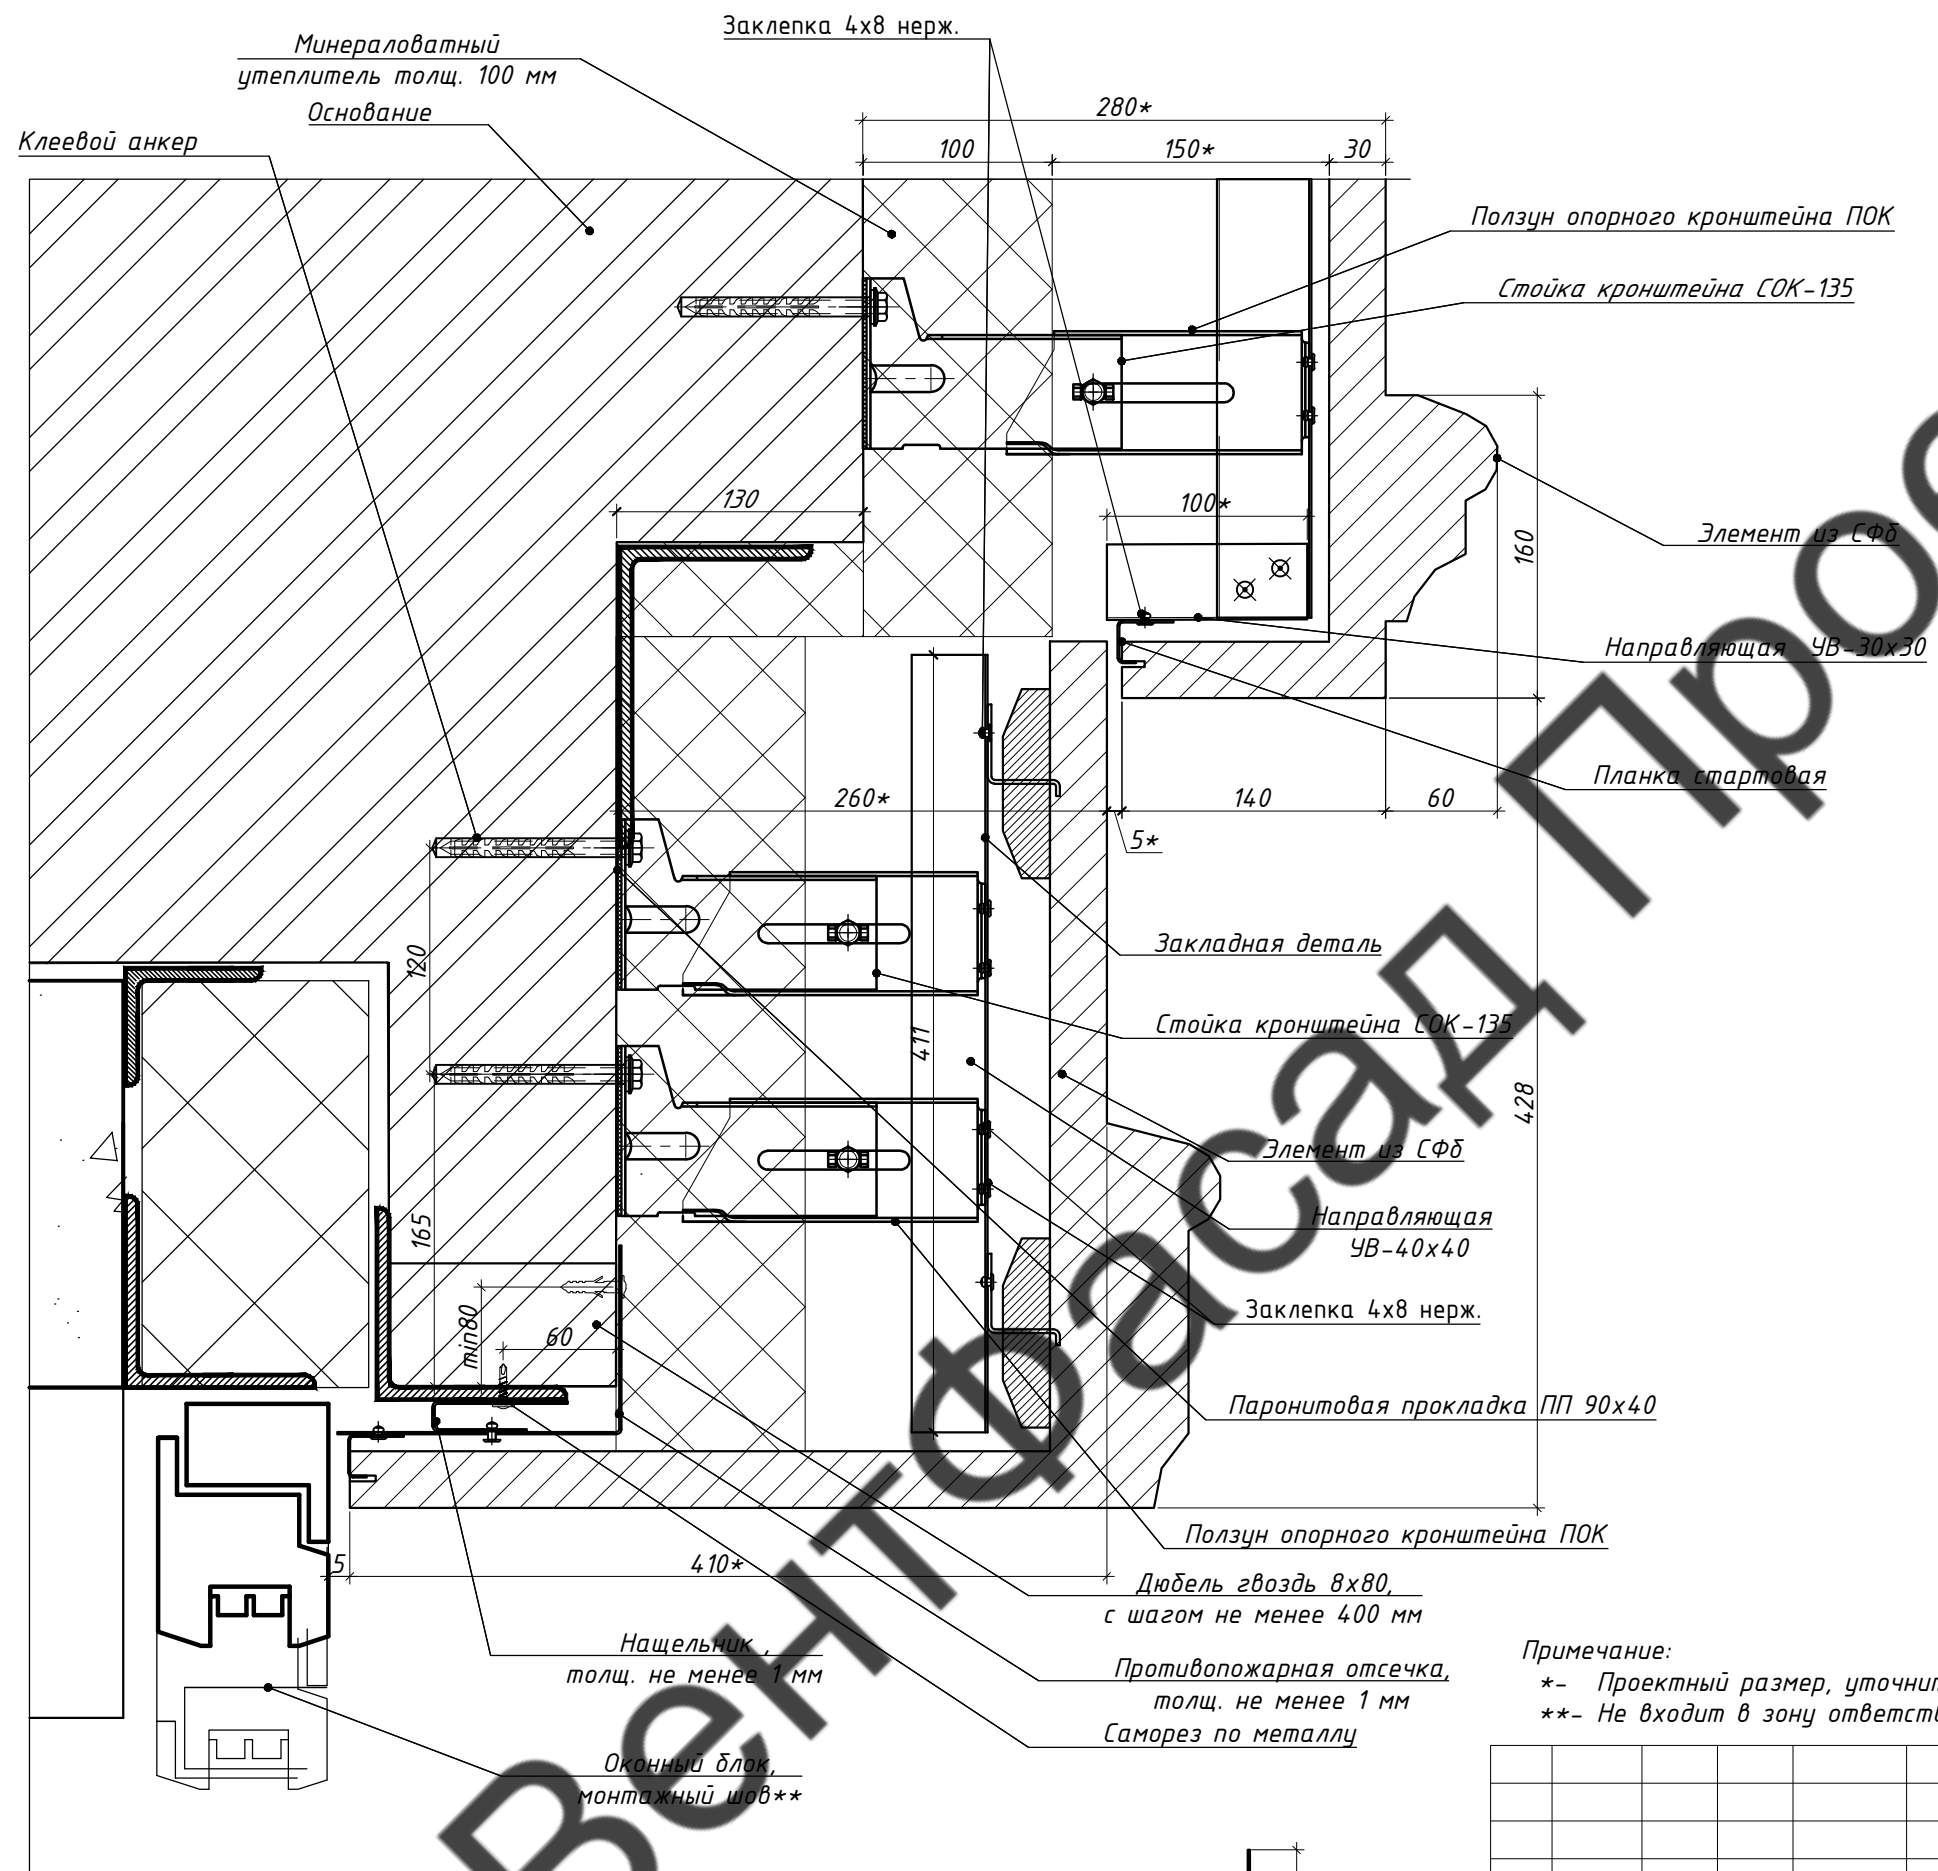 Заклепка 4х8 нерж.
Минераловатный
утеплитель толщ. 100 мм
Основание
Клеевой анкер
280*
100
150*
30
Ползун опорного кронштейна ПОК
Стойка кронштейна СОК-135
130
100*
160
Элемент из СФб
Направляющая УВ-30х30
Планка стартовая
260*
140
60
5*
120
Закладная деталь
411
Стойка кронштейна СОК-135
428
Элемент из СФб
165
Направляющая
УВ-40х40
min80
60
Заклепка 4х8 нерж.
Паронитовая прокладка ПП 90х40
Ползун опорного кронштейна ПОК
5
410*
Дюбель гвоздь 8х80,
с шагом не менее 400 мм
Нащельник ,
толщ. не менее 1 мм
Противопожарная отсечка,
толщ. не менее 1 мм
Саморез по металлу
Оконный блок,
монтажный шов**
Примечание:
*- Проектный размер,
**- Не входит в зону
ВентФасад